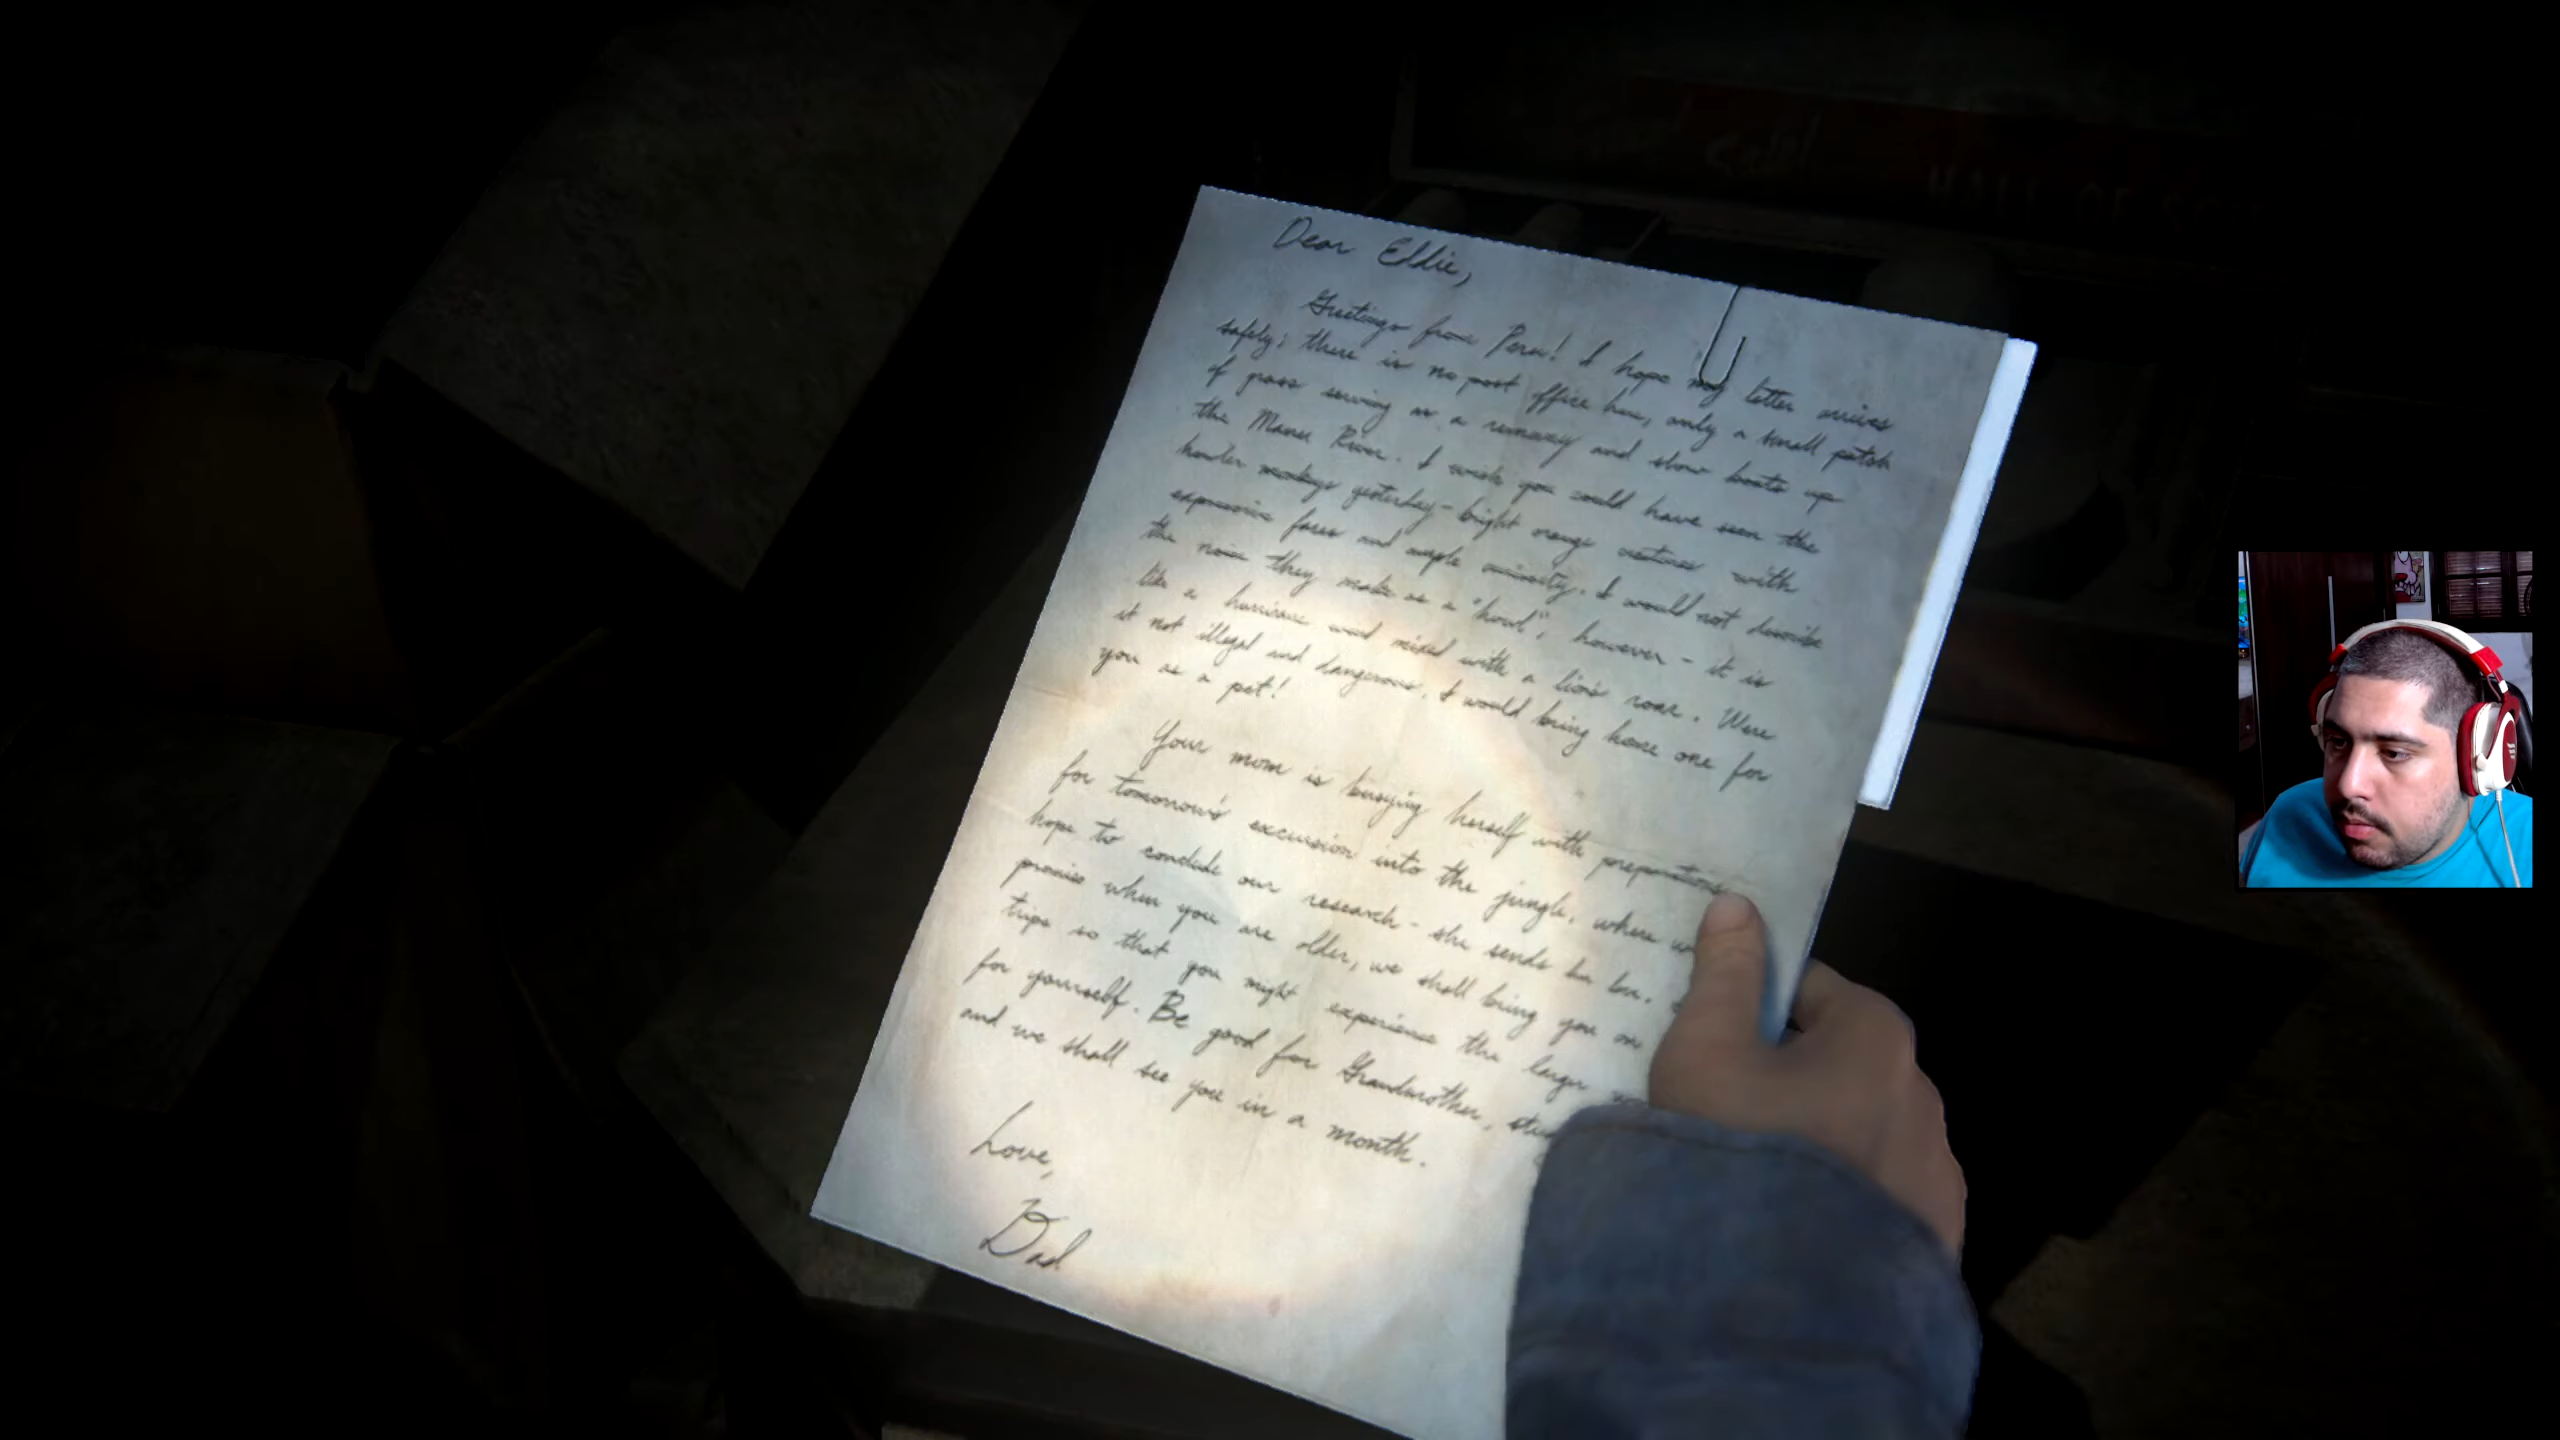 Dear Eddie,
Greetings from Peru! I hope my letter arrives
safely; there is no post office here, only a small patch
of grass serving as a runway and slow boats up
the Manu River. I wish you could have seen the
howler monkeys yesterday - bright orange creatures with
expressive faces and ample curiosity. I would not describe
the noise they make as a "howl", however - it is
like a hurricane wind mixed with a lion's roar. Were
it not illegal and dangerous, I would bring home one for
you as a pet!
Your mom is busying herself with preparations
for tomorrow's excursion into the jungle, where
hope to conclude our research - she sends her love.
promise when you are older, we shall bring you on
trips so that you might experience the larger
for yourself. Be good for Grandmother,
and we shall see you in a month.
Love,
Dad
HALL OF